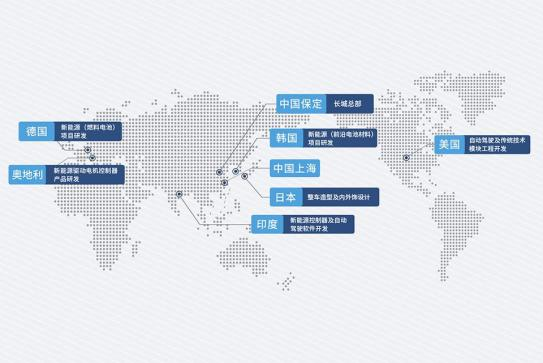 中国保定
长城总部
德国
新能源（燃料电池）
项目研发
韩国
新能源（前沿电池材料）
项目研发
美国
自动驾驶及传统技术
模块工程开发
奥地利
新能源驱动电机控制器
产品研发
中国上海
日本
整车造型及内外饰设计
印度
新能源控制器及自动
驾驶软件开发